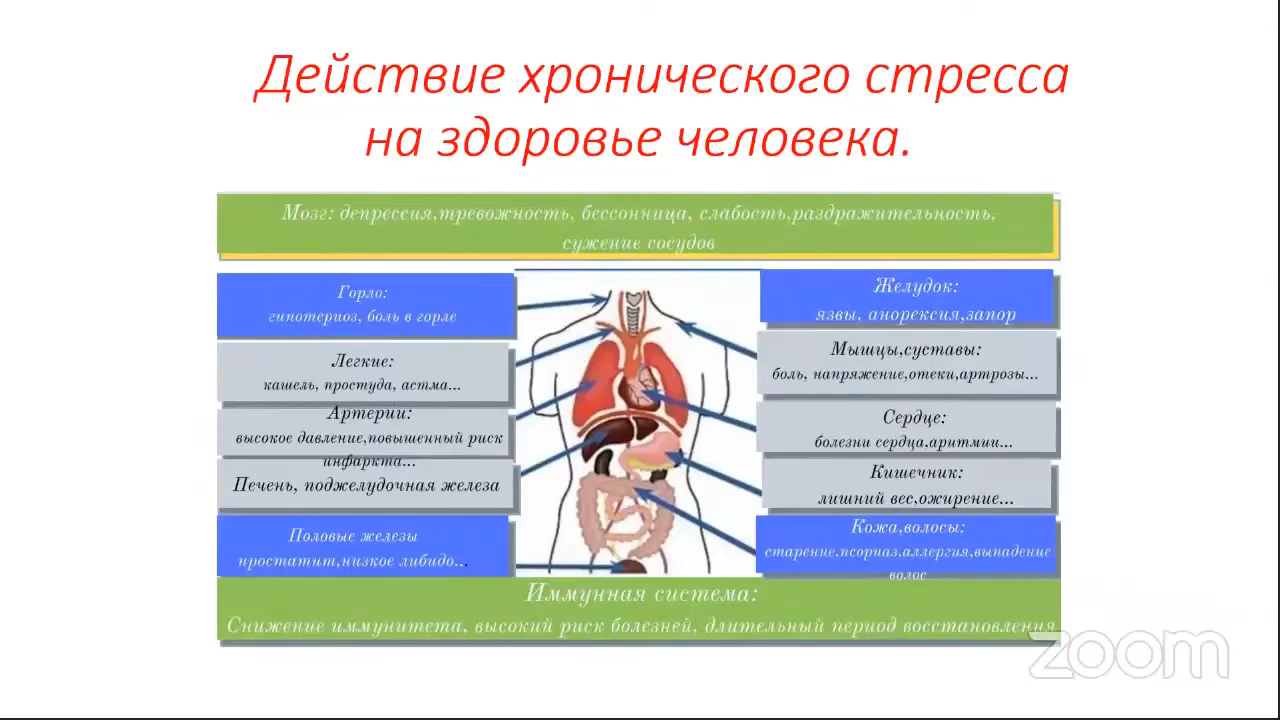 Действие хронического стресса
на здоровье человека.
Мозг: депрессия,тревожность, бессонница, слабость,раздражительность,
сужение сосудов
Горло:
гипотериоз, боль в горле
Легкие:
кашель, простуда, астма...
Артерии:
высокое давление,повышенный риск
инфаркта...
Печень, поджелудочная железа
Половые железы
простатит,низкое либидо...
Желудок:
язвы, анорексия,запор
Мышцы,суставы:
боль, напряжение,отеки,артрозы...
Сердце:
болезни сердца,аритмии...
Кишечник:
лишний вес,ожирение...
Кожа,волосы:
старение,псориаз,аллергия,выпадение
волос
Иммунная система:
Снижение иммунитета, высокий риск болезней, длительный период восстановления
zoom